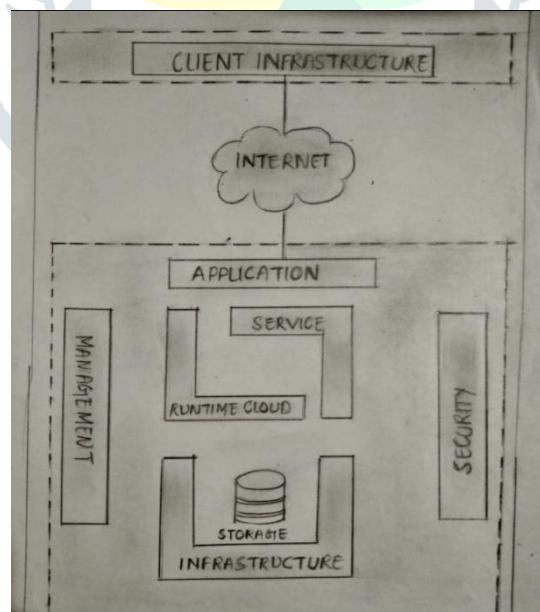 CLIENT INFRASTRUCTURE
INTERNET
APPLICATION
SERVICE
MANAGEMENT
RUNTIME CLOUD
SECURITY
STORAGE
INFRASTRUCTURE